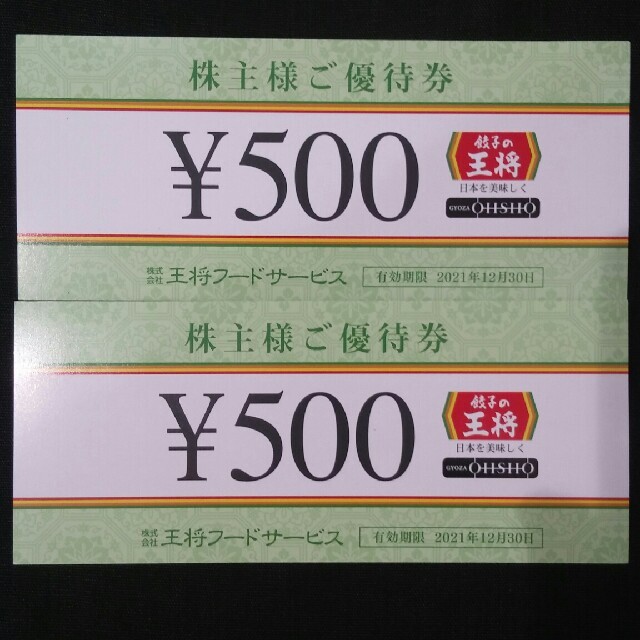 株主様ご優待券
¥500
餃子の
王将
日本を美味しく
GYOZA OHSHO
株式会社 王将フードサービス
有効期限 2021年12月30日
株主様ご優待券
¥500
餃子の
王将
日本を美味しく
GYOZA OHSHO
株式会社 王将フードサービス
有効期限 2021年12月30日